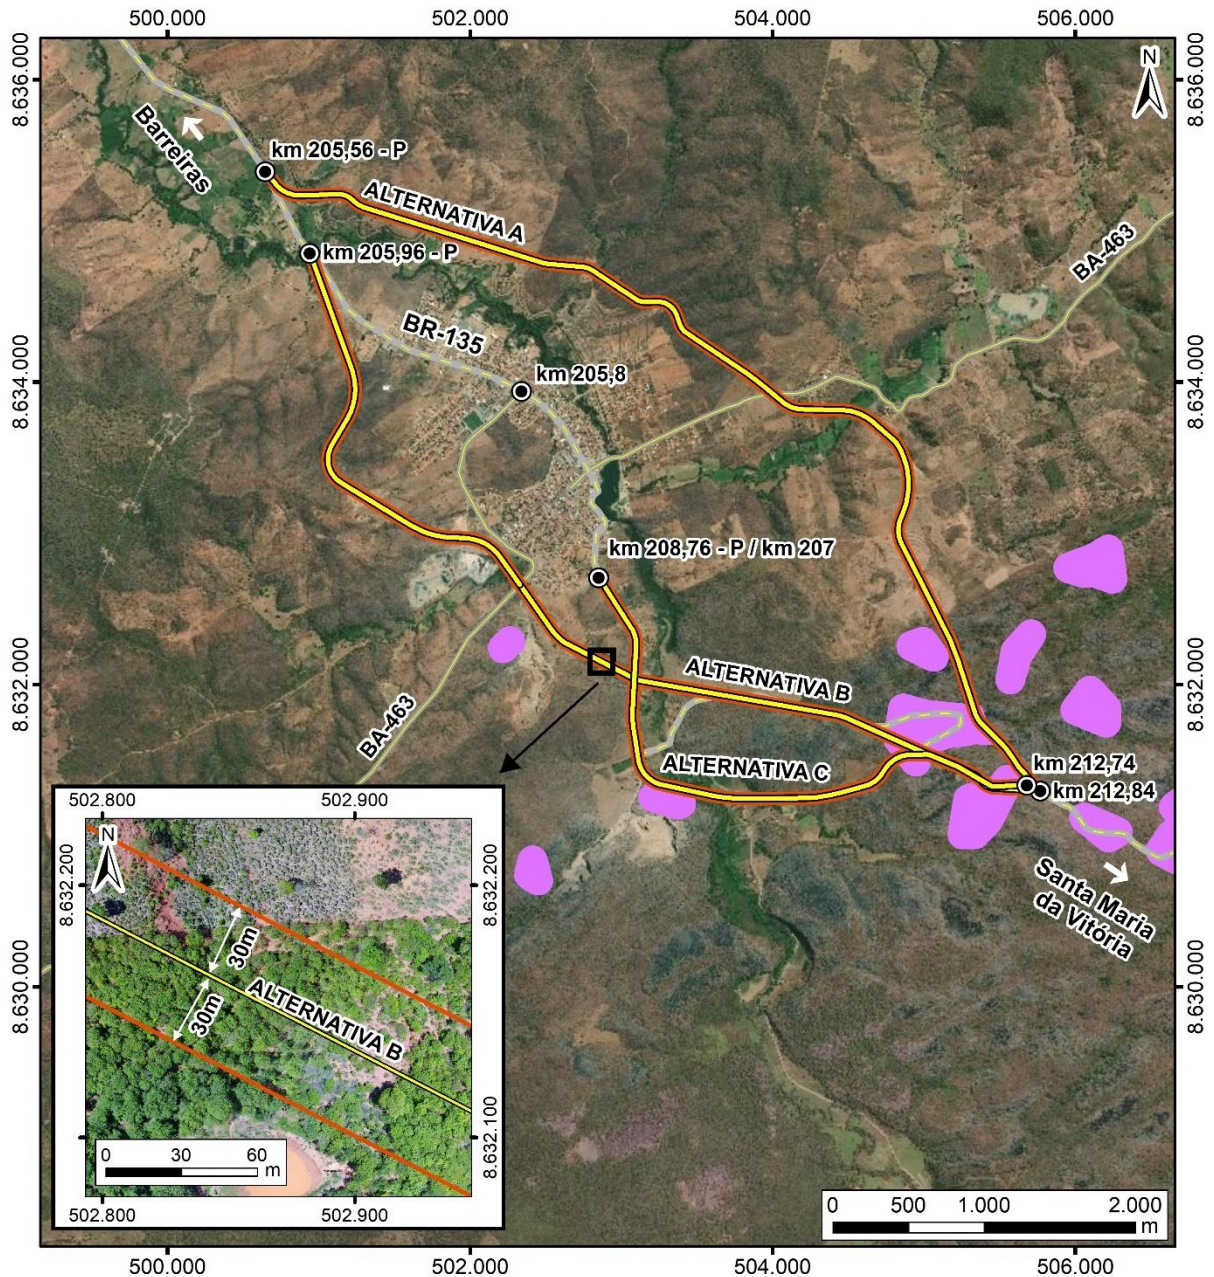 500.000
502.000
504.000
506.000
8.636.000
N
8.636.000
Barreiras
km 205,56 - P
ALTERNATIVA A
BA-463
km 205,96 - P
BR-135
8.634.000
km 205,8
8.634.000
km 208,76 - P / km 207
8.632.000
ALTERNATIVA B
8.632.000
BA-463
ALTERNATIVA C
km 212,74
km 212,84
Santa Maria
da Vitória
502.800
502.900
N
8.632.200
8.632.200
30m
30m
ALTERNATIVA B
8.632.100
0 30 60
m
502.800
502.900
8.630.000
8.630.000
0 500 1.000 2.000
m
500.000
502.000
504.000
506.000